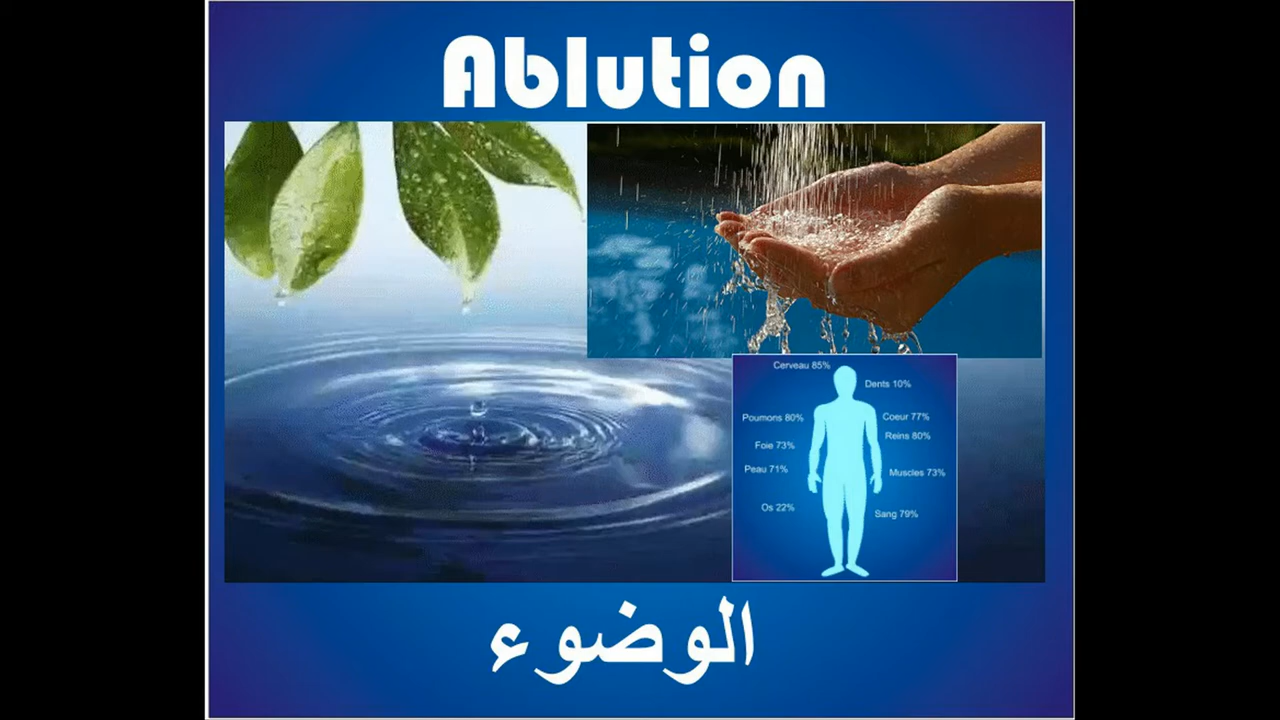 Ablution
Cerveau 85%
Dents 10%
Poumons 80%
Coeur 77%
Reins 80%
Foie 73%
Peau 71%
Muscles 73%
Os 22%
Sang 79%
الوضوء